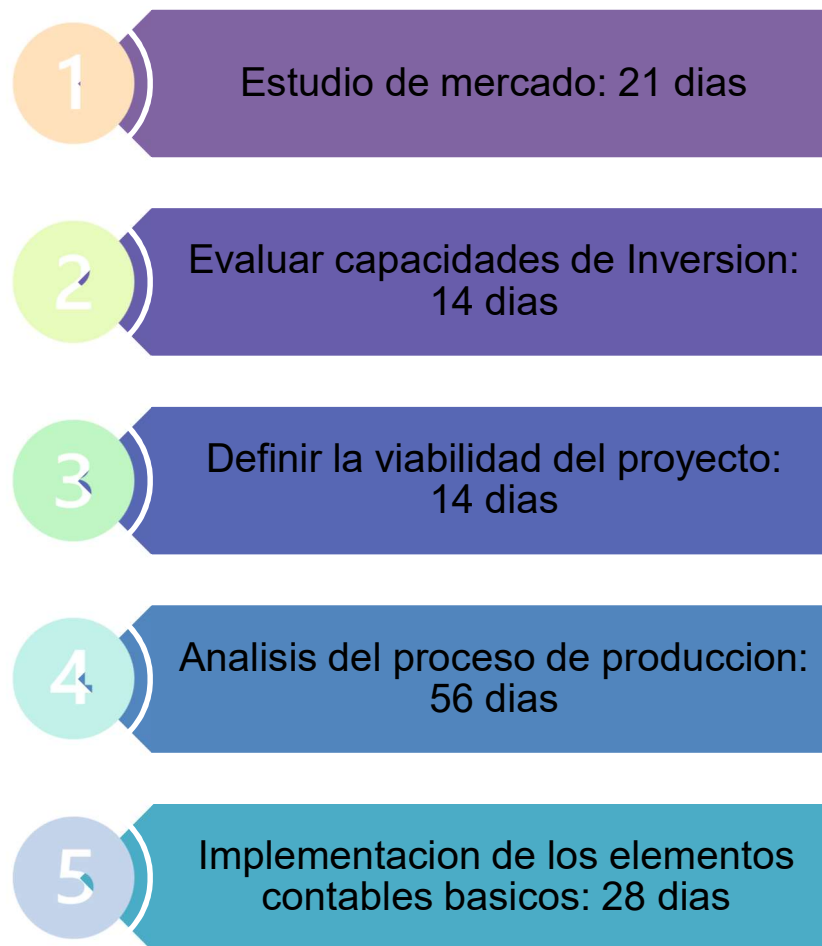 1
Estudio de mercado: 21 dias
2
Evaluar capacidades de Inversion:
14 dias
3
Definir la viabilidad del proyecto:
14 dias
4
Analisis del proceso de produccion:
56 dias
5
Implementacion de los elementos
contables basicos: 28 dias